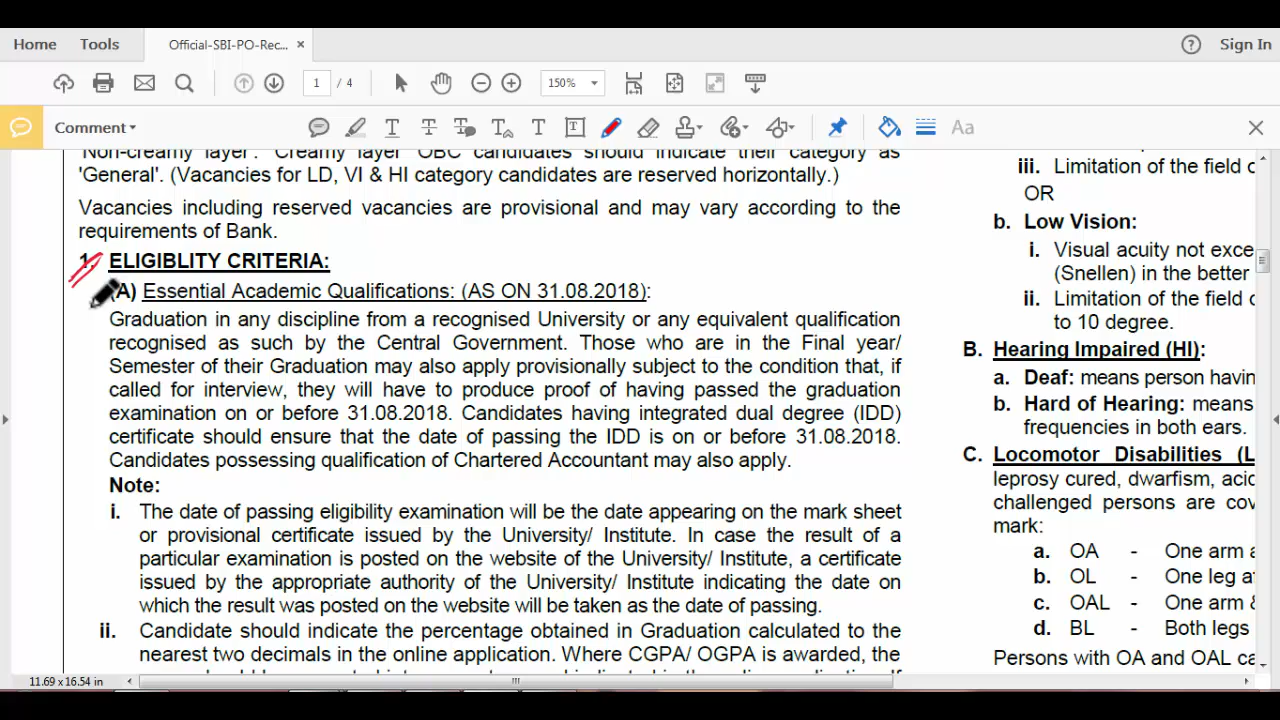 Home
Tools
Official-SBI-PO-Rec...
Sign In
1 / 4
150%
Comment
Aa
'Non-creamy layer'. Creamy layer OBC candidates should indicate their category as
'General'. (Vacancies for LD, VI & HI category candidates are reserved horizontally.)
Vacancies including reserved vacancies are provisional and may vary according to the
requirements of Bank.
1. ELIGIBLITY CRITERIA:
(A) Essential Academic Qualifications: (AS ON 31.08.2018):
Graduation in any discipline from a recognised University or any equivalent qualification
recognised as such by the Central Government. Those who are in the Final year/
Semester of their Graduation may also apply provisionally subject to the condition that, if
called for interview, they will have to produce proof of having passed the graduation
examination on or before 31.08.2018. Candidates having integrated dual degree (IDD)
certificate should ensure that the date of passing the IDD is on or before 31.08.2018.
Candidates possessing qualification of Chartered Accountant may also apply.
Note:
i. The date of passing eligibility examination will be the date appearing on the mark sheet
or provisional certificate issued by the University/ Institute. In case the result of a
particular examination is posted on the website of the University/ Institute, a certificate
issued by the appropriate authority of the University/ Institute indicating the date on
which the result was posted on the website will be taken as the date of passing.
ii. Candidate should indicate the percentage obtained in Graduation calculated to the
nearest two decimals in the online application. Where CGPA/ OGPA is awarded, the
iii. Limitation of the field
OR
b. Low Vision:
i. Visual acuity not exce
(Snellen) in the better
ii. Limitation of the field
to 10 degree.
B. Hearing Impaired (HI):
a. Deaf: means person havin
b. Hard of Hearing: means
frequencies in both ears.
C. Locomotor Disabilities (L
leprosy cured, dwarfism, acid
challenged persons are cov
mark:
a. OA - One arm a
b. OL - One leg af
c. OAL - One arm &
d. BL - Both legs
Persons with OA and OAL ca
11.69 x 16.54 in